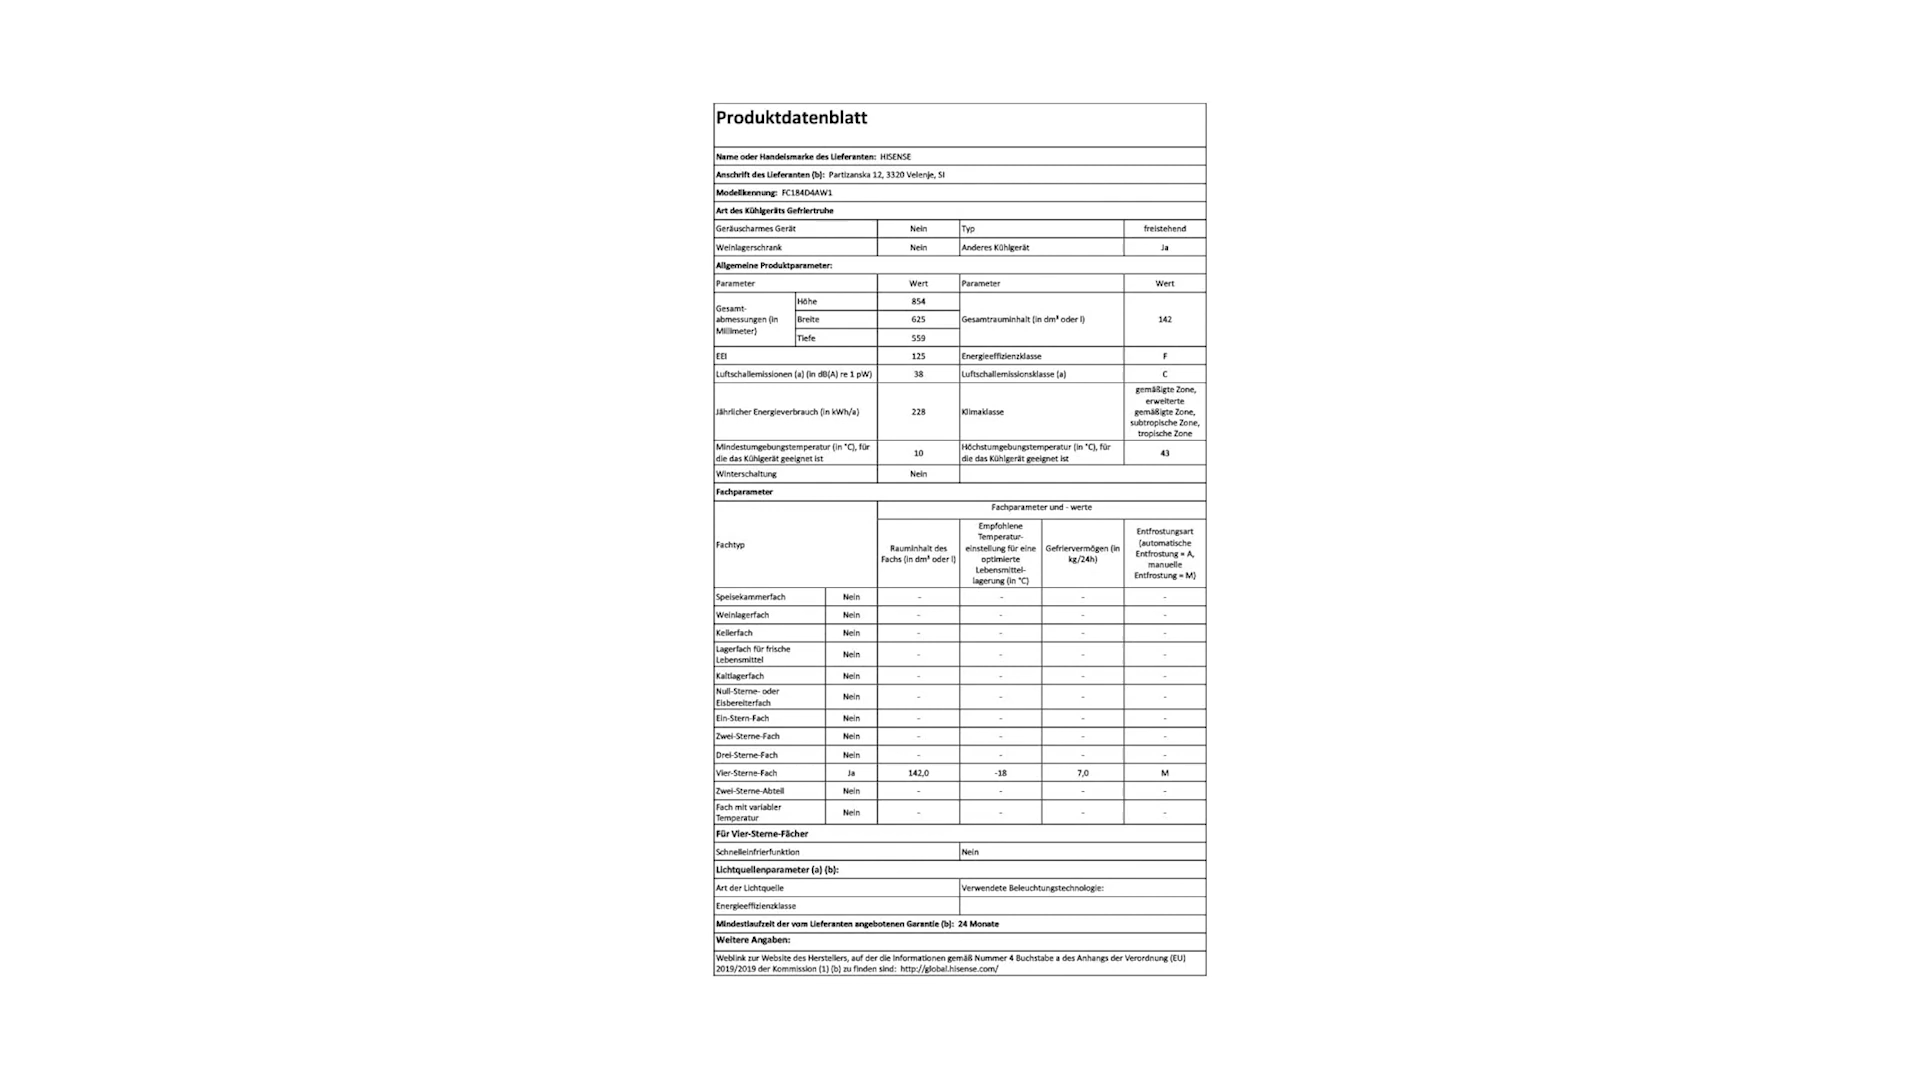 Produktdatenblatt
Name oder Handelsmarke des Lieferanten: HISENSE
Anschrift des Lieferanten (b): Partizanska 12, 3320 Velenje, SI
Modellkennung: FC184D4AW1
Art des Kühlgeräts Gefriertruhe
Geräuscharmes Gerät Nein Typ freistehend
Weinlagerschrank Nein Anderes Kühlgerät Ja
Allgemeine Produktparameter:
Parameter Wert Parameter Wert
Gesamt-
abmessungen (in
Millimeter)
Höhe 854
Breite 625
Tiefe 559
Gesamtrauminhalt (in dm³ oder l) 142
EEI 125 Energieeffizienzklasse F
Luftschallemissionen (a) (in dB(A) re 1 pW) 38 Luftschallemissionsklasse (a) C
Jährlicher Energieverbrauch (in kWh/a) 228 Klimaklasse
gemäßigte Zone,
erweiterte
gemäßigte Zone,
subtropische Zone,
tropische Zone
Mindestumgebungstemperatur (in °C), für
die das Kühlgerät geeignet ist
10
Höchstumgebungstemperatur (in °C), für
die das Kühlgerät geeignet ist
43
Winterschaltung Nein
Fachparameter
Fachtyp
Fachparameter und - werte
Rauminhalt des
Fachs (in dm³ oder l)
Empfohlene
Temperatur-
einstellung für eine
optimierte
Lebensmittel-
lagerung (in °C)
Gefriervermögen (in
kg/24h)
Entfrostungsart
(automatische
Entfrostung = A,
manuelle
Entfrostung = M)
Speisekammerfach Nein - - - -
Weinlagerfach Nein - - - -
Kellerfach Nein - - - -
Lagerfach für frische
Lebensmittel
Nein - - - -
Kaltlagerfach Nein - - - -
Null-Sterne- oder
Eisbereiterfach
Nein - - - -
Ein-Stern-Fach Nein - - - -
Zwei-Sterne-Fach Nein - - - -
Drei-Sterne-Fach Nein - - - -
Vier-Sterne-Fach Ja 142,0 -18 7,0 M
Zwei-Sterne-Abteil Nein - - - -
Fach mit variabler
Temperatur
Nein - - - -
Für Vier-Sterne-Fächer
Schnelleinfrierfunktion Nein
Lichtquellenparameter (a) (b):
Art der Lichtquelle Verwendete Beleuchtungstechnologie:
Energieeffizienzklasse
Mindestlaufzeit der vom Lieferanten angebotenen Garantie (b): 24 Monate
Weitere Angaben:
Weblink zur Website des Herstellers, auf der die Informationen gemäß Nummer 4 Buchstabe a des Anhangs der Verordnung (EU)
2019/2019 der Kommission (1) (b) zu finden sind: http://global.hisense.com/